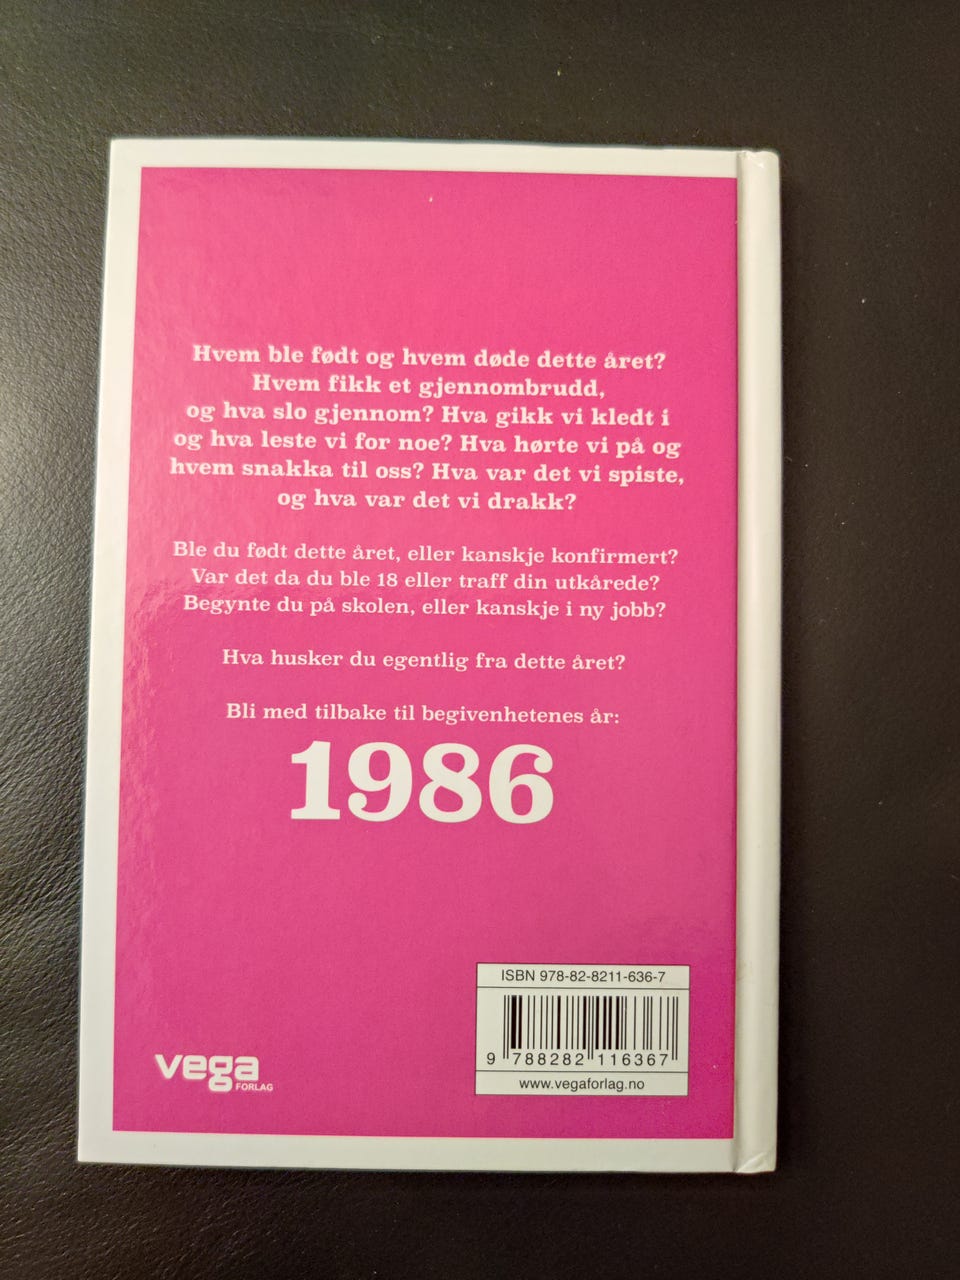 Hvem ble født og hvem døde dette året?
Hvem fikk et gjennombrudd,
og hva slo gjennom? Hva gikk vi kledt i
og hva leste vi for noe? Hva hørte vi på og
hvem snakka til oss? Hva var det vi spiste,
og hva var det vi drakk?
Ble du født dette året, eller kanskje konfirmert?
Var det da du ble 18 eller traff din utkårede?
Begynte du på skolen, eller kanskje i ny jobb?
Hva husker du egentlig fra dette året?
Bli med tilbake til begivenhetenes år:
1986
ISBN 978-82-8211-636-7
9 788282 116367
www.vegaforlag.no
vega
FORLAG